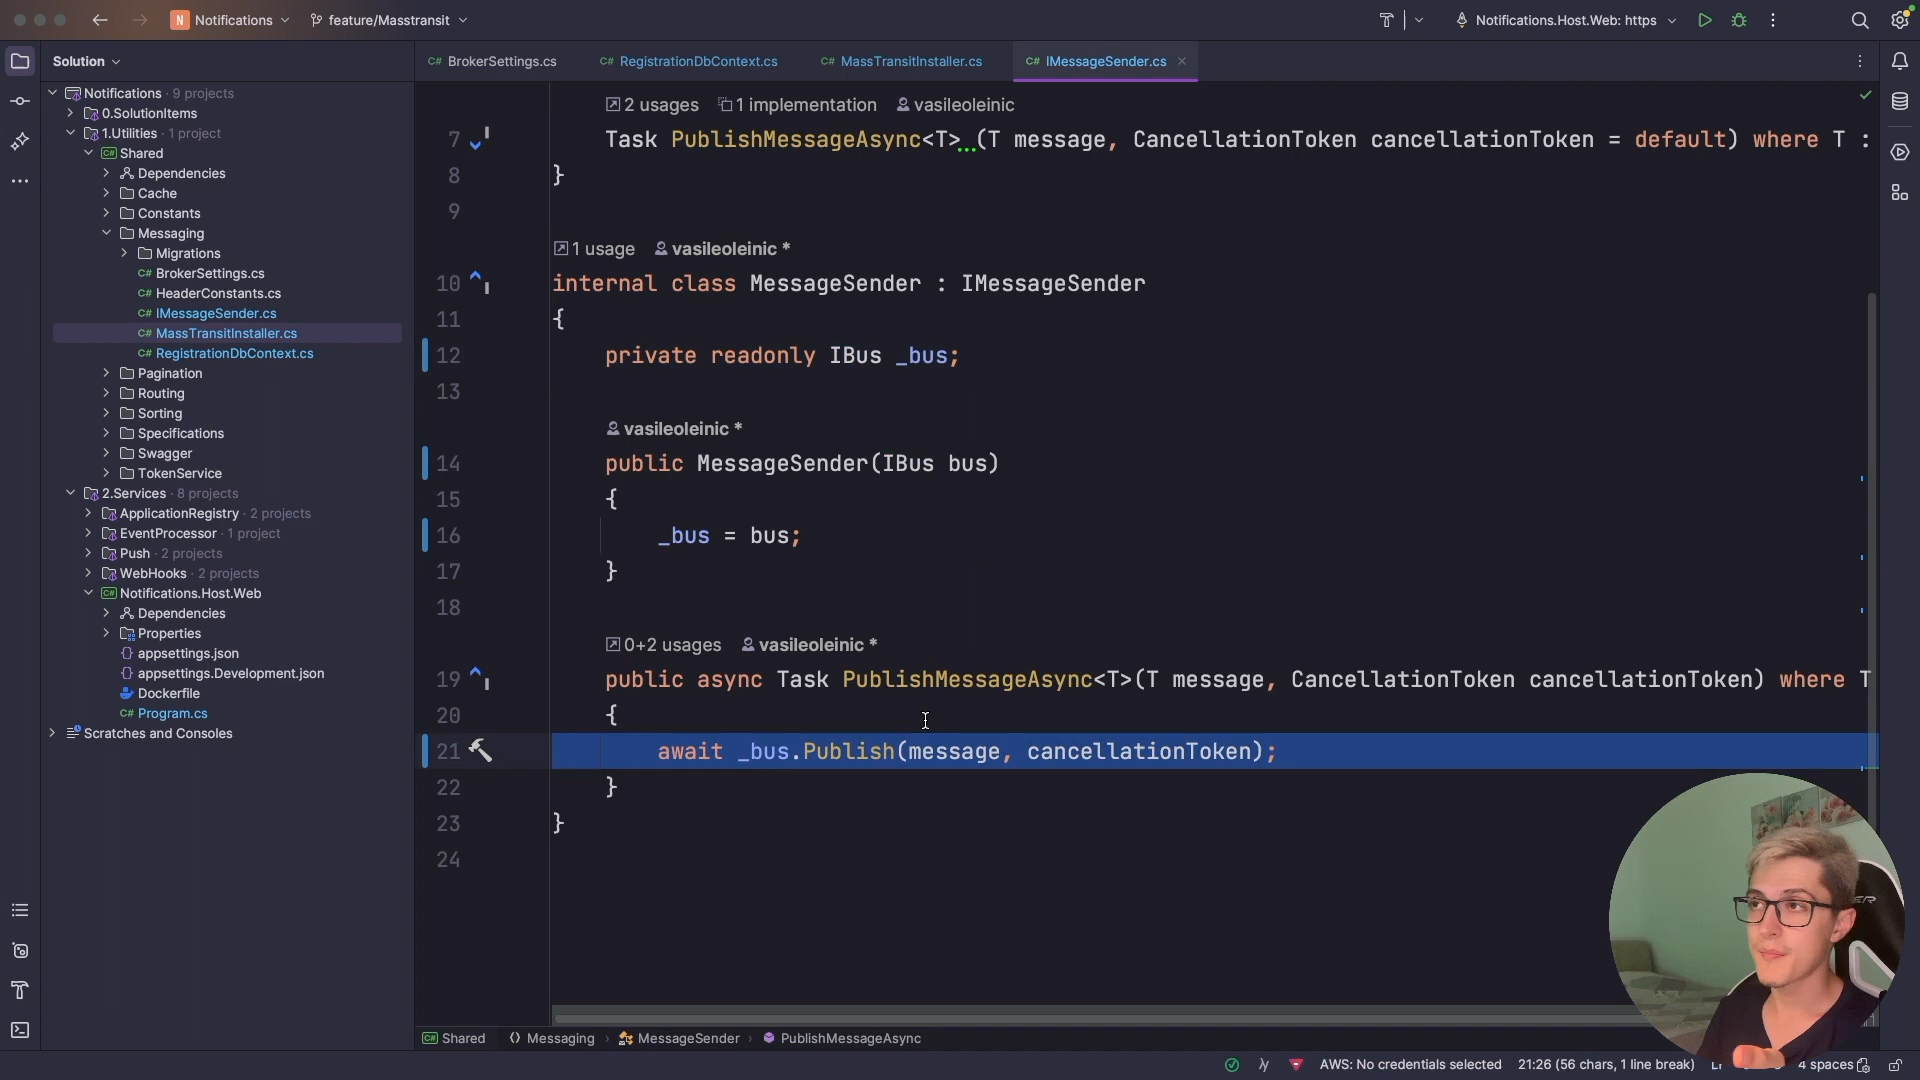 N Notifications
feature/Masstransit
Notifications.Host.Web: https
Solution
C# BrokerSettings.cs
C# RegistrationDbContext.cs
C# MassTransitInstaller.cs
C# IMessageSender.cs
Notifications · 9 projects
0.SolutionItems
1.Utilities · 1 project
C# Shared
Dependencies
Cache
Constants
Messaging
Migrations
C# BrokerSettings.cs
C# HeaderConstants.cs
C# IMessageSender.cs
C# MassTransitInstaller.cs
C# RegistrationDbContext.cs
Pagination
Routing
Sorting
Specifications
Swagger
TokenService
2.Services · 8 projects
ApplicationRegistry · 2 projects
EventProcessor · 1 project
Push · 2 projects
WebHooks · 2 projects
C# Notifications.Host.Web
Dependencies
Properties
{} appsettings.json
{} appsettings.Development.json
Dockerfile
C# Program.cs
Scratches and Consoles
2 usages 1 implementation vasileoleinic
7 Task PublishMessageAsync<T>…(T message, CancellationToken cancellationToken = default) where T :
8 }
9
1 usage vasileoleinic *
10 internal class MessageSender : IMessageSender
11 {
12 private readonly IBus _bus;
13
vasileoleinic *
14 public MessageSender(IBus bus)
15 {
16 _bus = bus;
17 }
18
0+2 usages vasileoleinic *
19 public async Task PublishMessageAsync<T>(T message, CancellationToken cancellationToken) where T
20 {
21 await _bus.Publish(message, cancellationToken);
22 }
23 }
24
C# Shared
Messaging
MessageSender
PublishMessageAsync
AWS: No credentials selected
21:26 (56 chars, 1 line break)
4 spaces